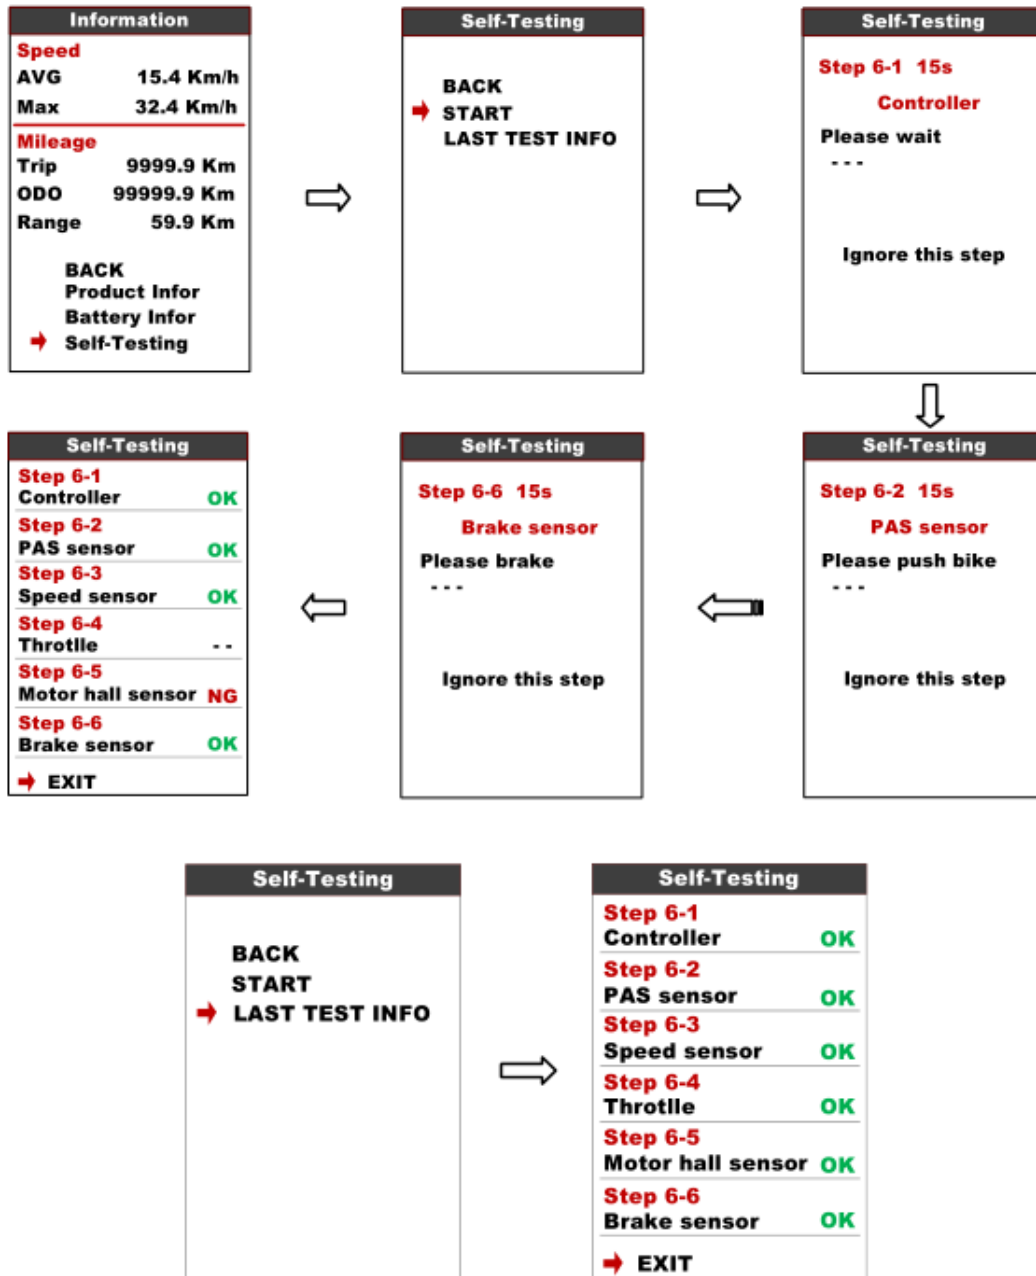 Information
Speed
AVG 15.4 Km/h
Max 32.4 Km/h
Mileage
Trip 9999.9 Km
ODO 99999.9 Km
Range 59.9 Km
BACK
Product Infor
Battery Infor
Self-Testing
Self-Testing
BACK
START
LAST TEST INFO
Self-Testing
Step 6-1 15s
Controller
Please wait
- - -
Ignore this step
Self-Testing
Step 6-2 15s
PAS sensor
Please push bike
- - -
Ignore this step
Self-Testing
Step 6-6 15s
Brake sensor
Please brake
- - -
Ignore this step
Self-Testing
Step 6-1
Controller OK
Step 6-2
PAS sensor OK
Step 6-3
Speed sensor OK
Step 6-4
Throtlle - -
Step 6-5
Motor hall sensor NG
Step 6-6
Brake sensor OK
EXIT
Self-Testing
BACK
START
LAST TEST INFO
Self-Testing
Step 6-1
Controller OK
Step 6-2
PAS sensor OK
Step 6-3
Speed sensor OK
Step 6-4
Throtlle OK
Step 6-5
Motor hall sensor OK
Step 6-6
Brake sensor OK
EXIT